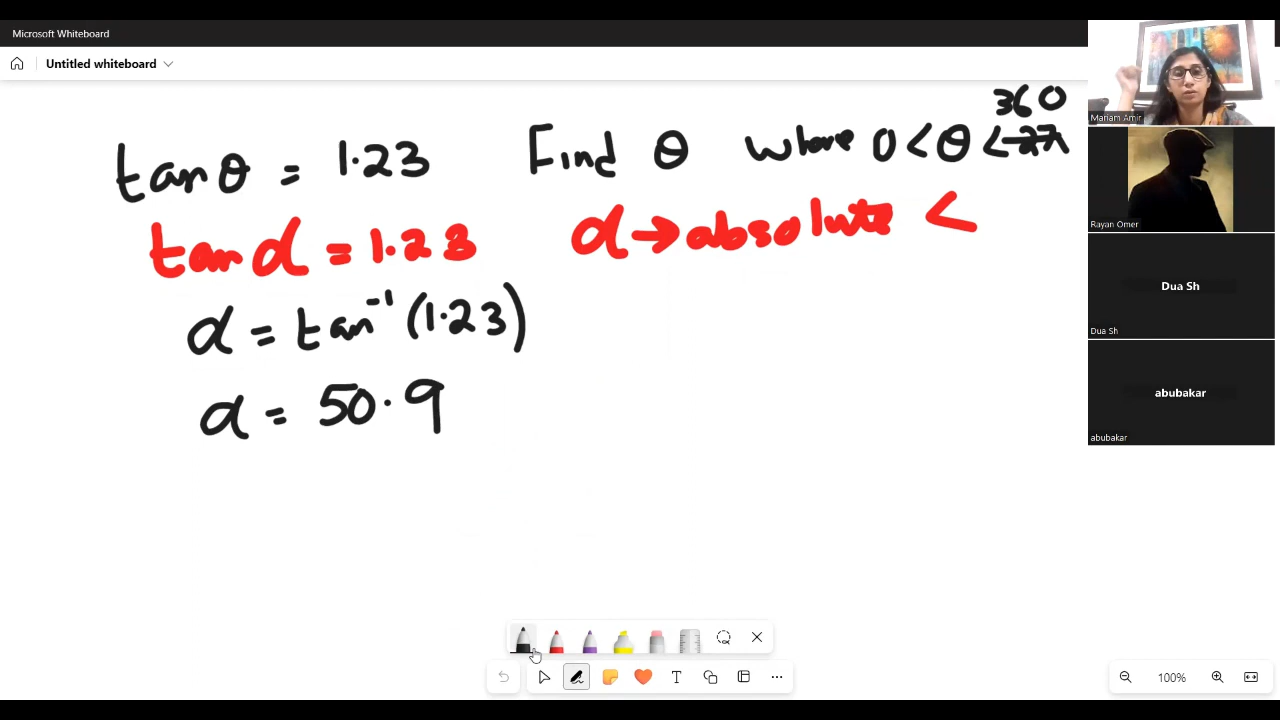 Microsoft Whiteboard
Untitled whiteboard
360
tan θ = 1.23 Find θ where 0 < θ < 2π
tan α = 1.23 α → absolute <
α = tan⁻¹ (1.23)
α = 50.9
Mariam Amir
Rayan Omer
Dua Sh
Dua Sh
abubakar
abubakar
T
100%